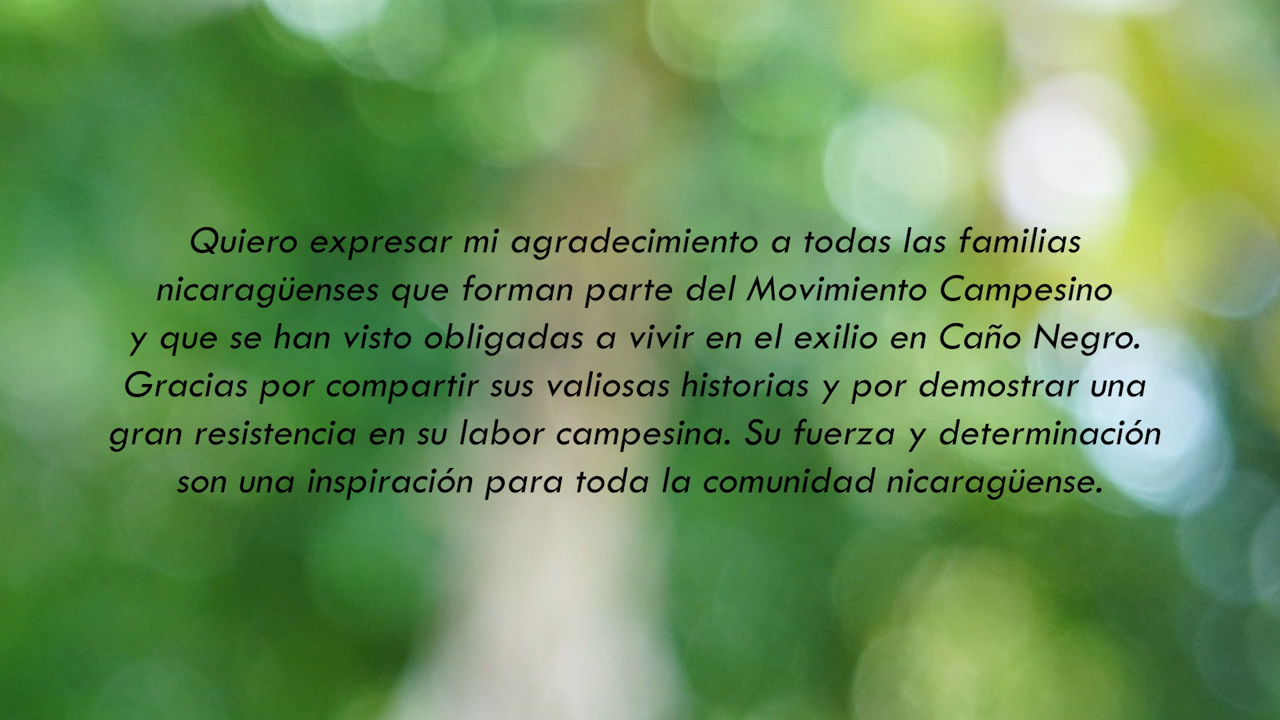 Quiero expresar mi agradecimiento a todas las familias
nicaragüenses que forman parte del Movimiento Campesino
y que se han visto obligadas a vivir en el exilio en Caño Negro.
Gracias por compartir sus valiosas historias y por demostrar una
gran resistencia en su labor campesina. Su fuerza y determinación
son una inspiración para toda la comunidad nicaragüense.